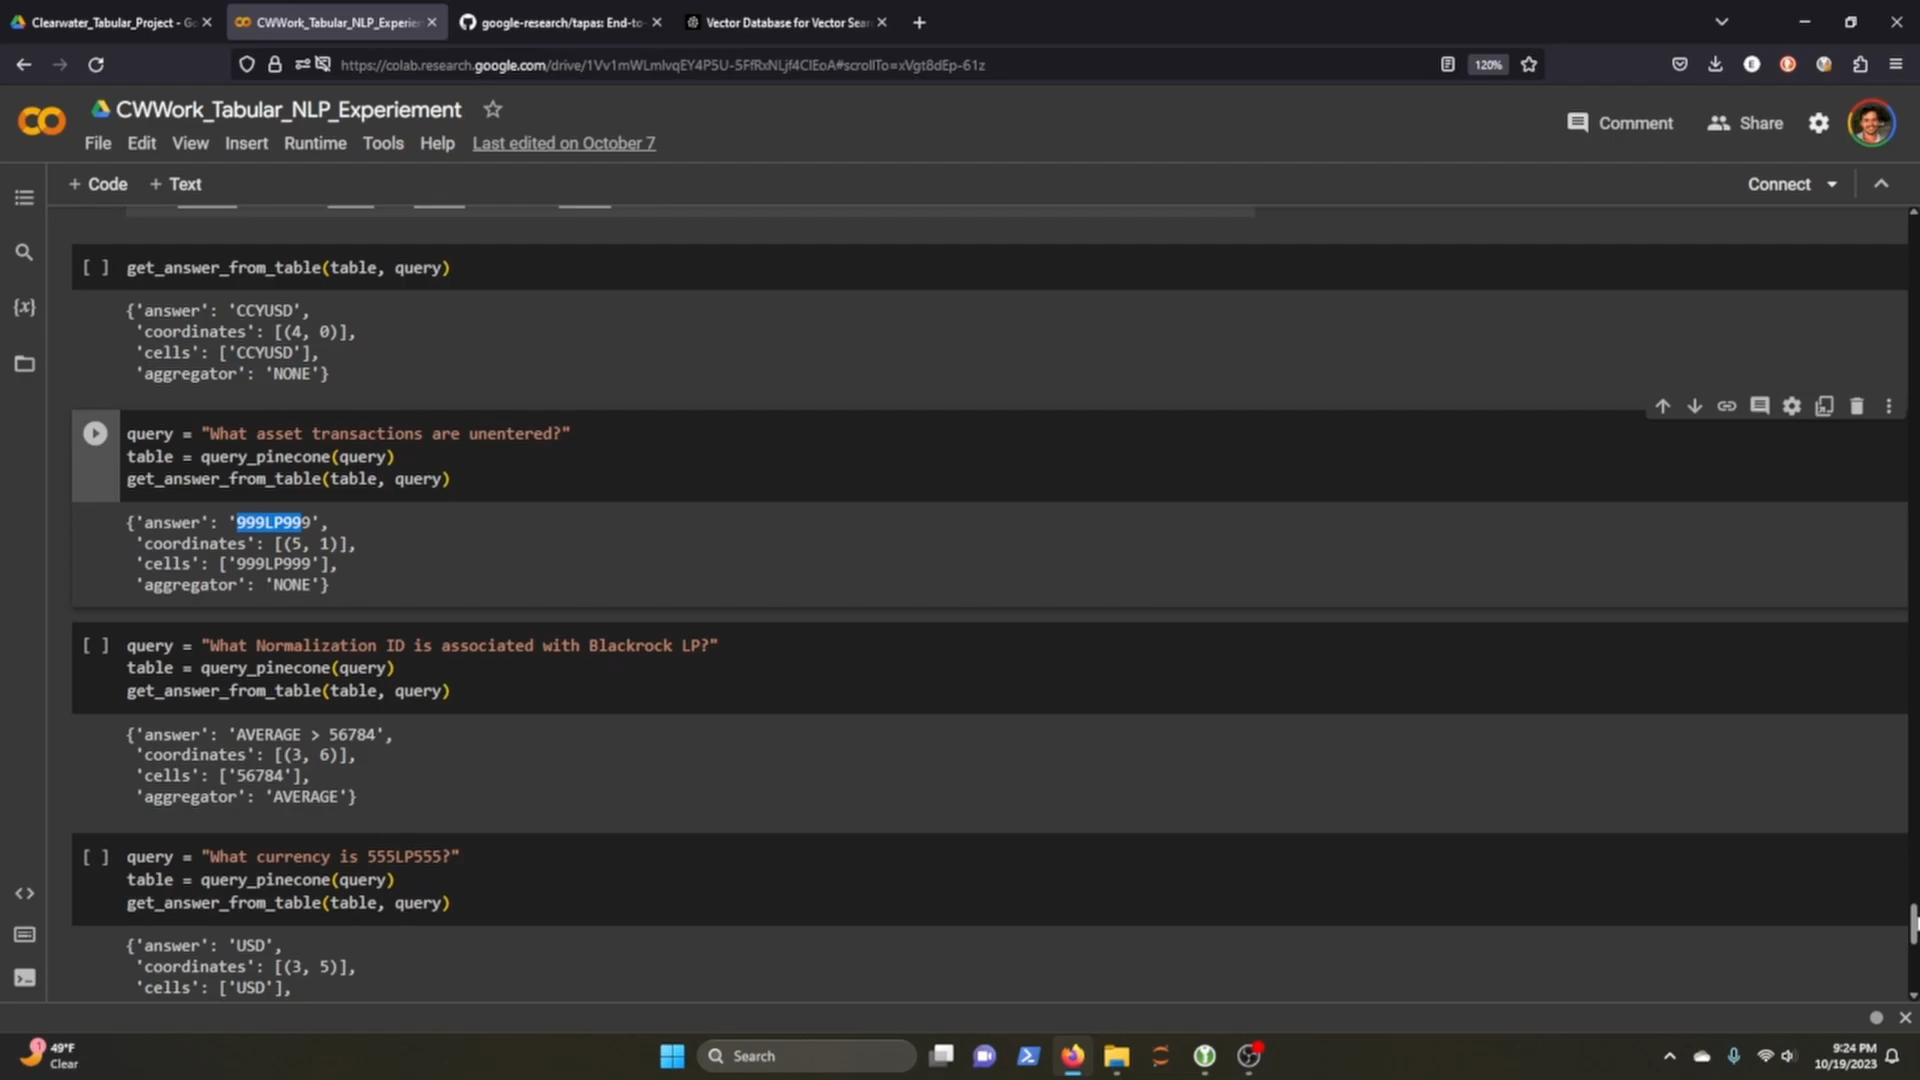 Clearwater_Tabular_Project - Go
CWWork_Tabular_NLP_Experie
google-research/tapas: End-to-
Vector Database for Vector Sear
https://colab.research.google.com/drive/1Vv1mWLmlvqEY4P5U-5FfRxNLjf4CIEoA#scrollTo=xVgt8dEp-61z
120%
CWWork_Tabular_NLP_Experiement
File Edit View Insert Runtime Tools Help Last edited on October 7
Comment Share
+ Code + Text
Connect
[ ] get_answer_from_table(table, query)
{'answer': 'CCYUSD',
'coordinates': [(4, 0)],
'cells': ['CCYUSD'],
'aggregator': 'NONE'}
query = "What asset transactions are unentered?"
table = query_pinecone(query)
get_answer_from_table(table, query)
{'answer': '999LP999',
'coordinates': [(5, 1)],
'cells': ['999LP999'],
'aggregator': 'NONE'}
[ ] query = "What Normalization ID is associated with Blackrock LP?"
table = query_pinecone(query)
get_answer_from_table(table, query)
{'answer': 'AVERAGE > 56784',
'coordinates': [(3, 6)],
'cells': ['56784'],
'aggregator': 'AVERAGE'}
[ ] query = "What currency is 555LP555?"
table = query_pinecone(query)
get_answer_from_table(table, query)
{'answer': 'USD',
'coordinates': [(3, 5)],
'cells': ['USD'],
1
49°F
Clear
Search
9:24 PM
10/19/2023